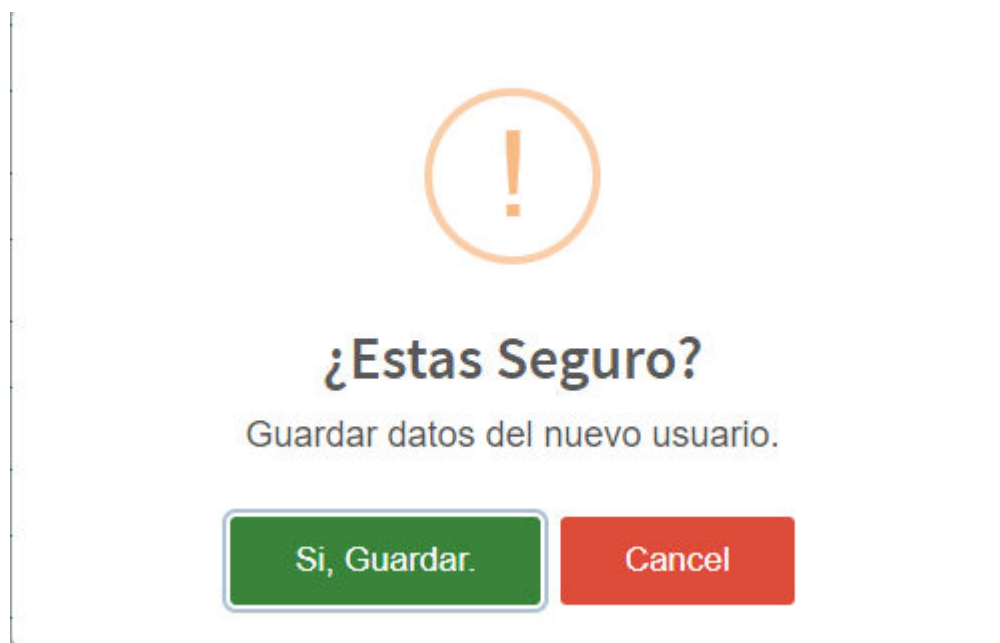 !
¿Estas Seguro?
Guardar datos del nuevo usuario.
Si, Guardar.
Cancel